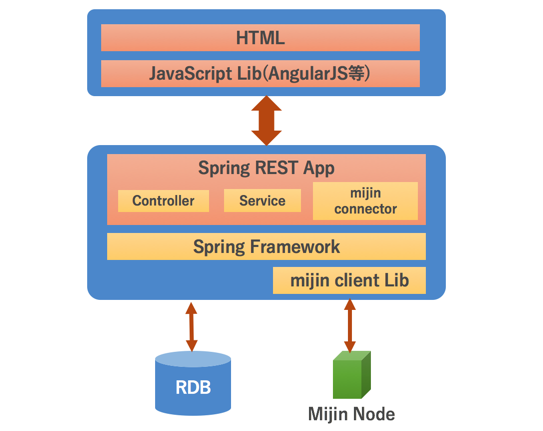 HTML
JavaScript Lib(AngularJS等)
Spring REST App
Controller
Service
mijin
connector
Spring Framework
mijin client Lib
RDB
Mijin Node